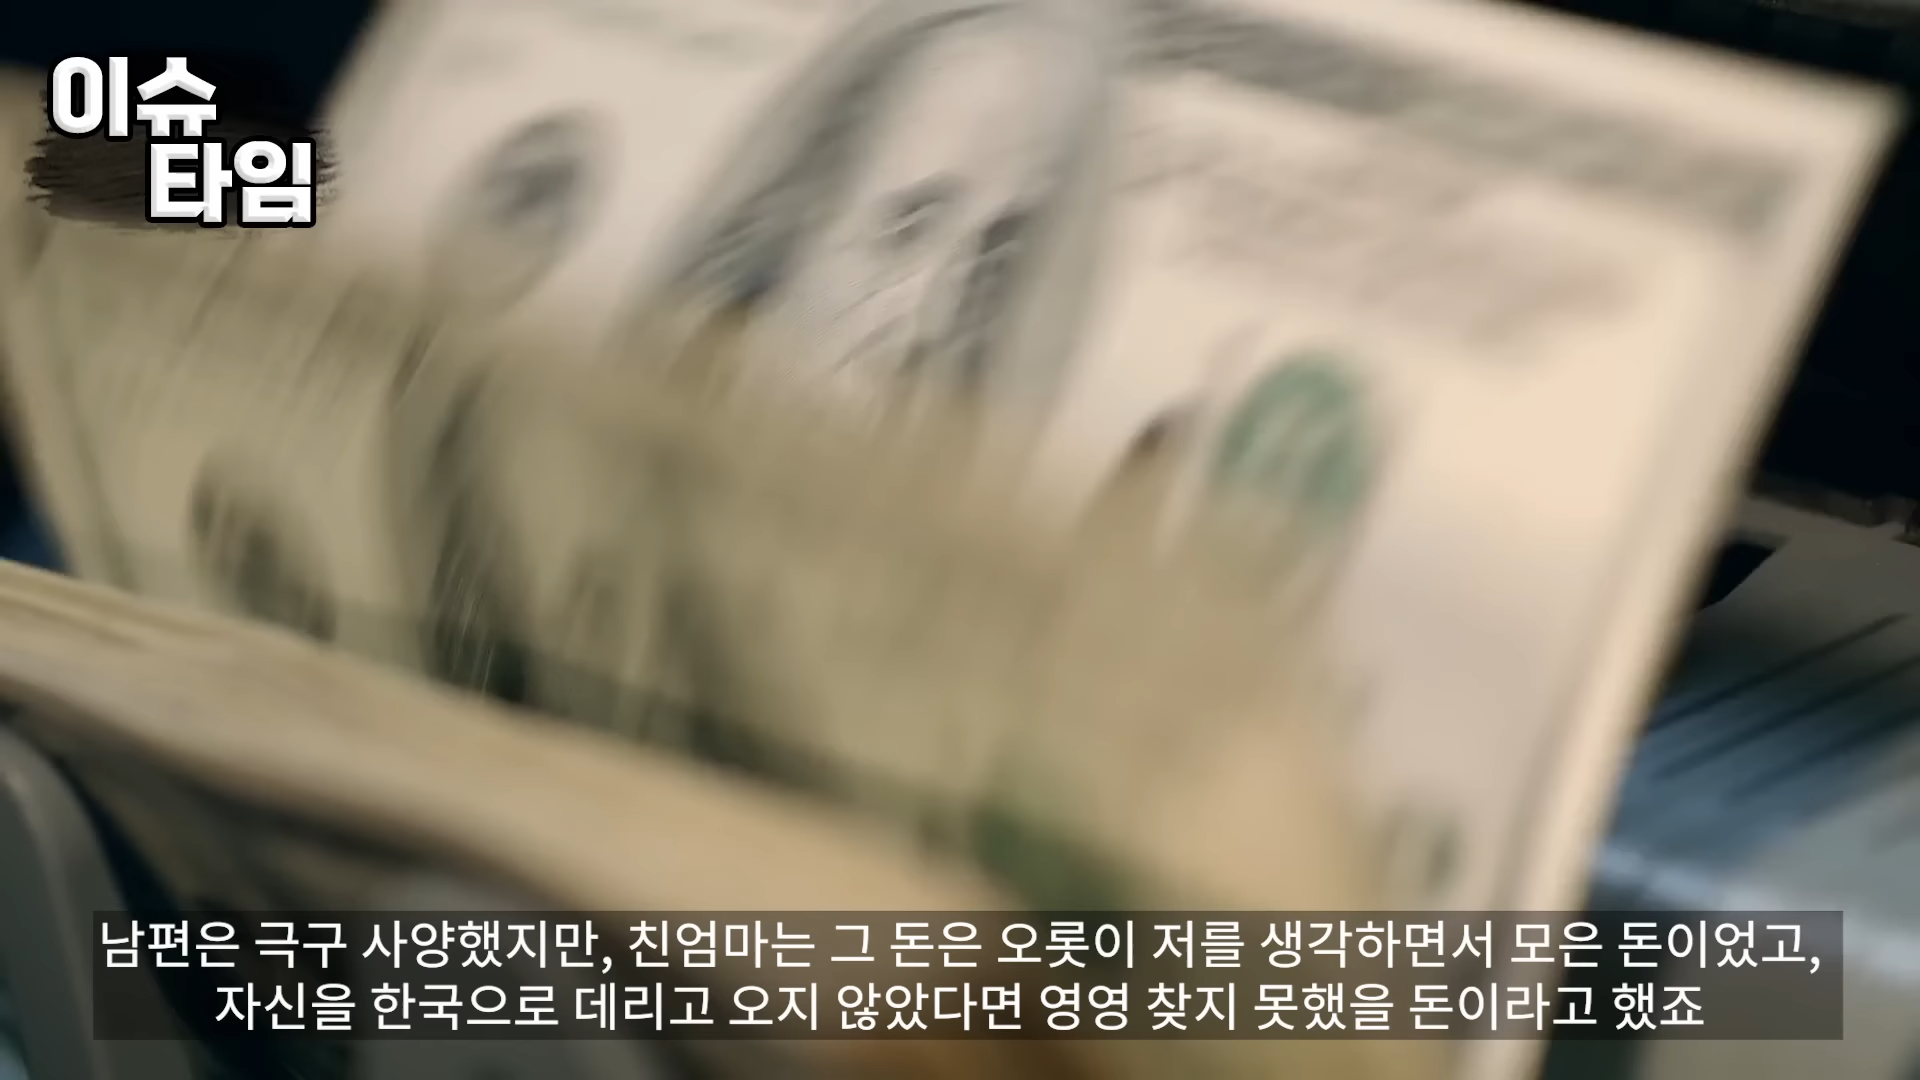 이슈
타임
남편은 극구 사양했지만, 친엄마는 그 돈은 오롯이 저를 생각하면서 모은 돈이었고,
자신을 한국으로 데리고 오지 않았다면 영영 찾지 못했을 돈이라고 했죠